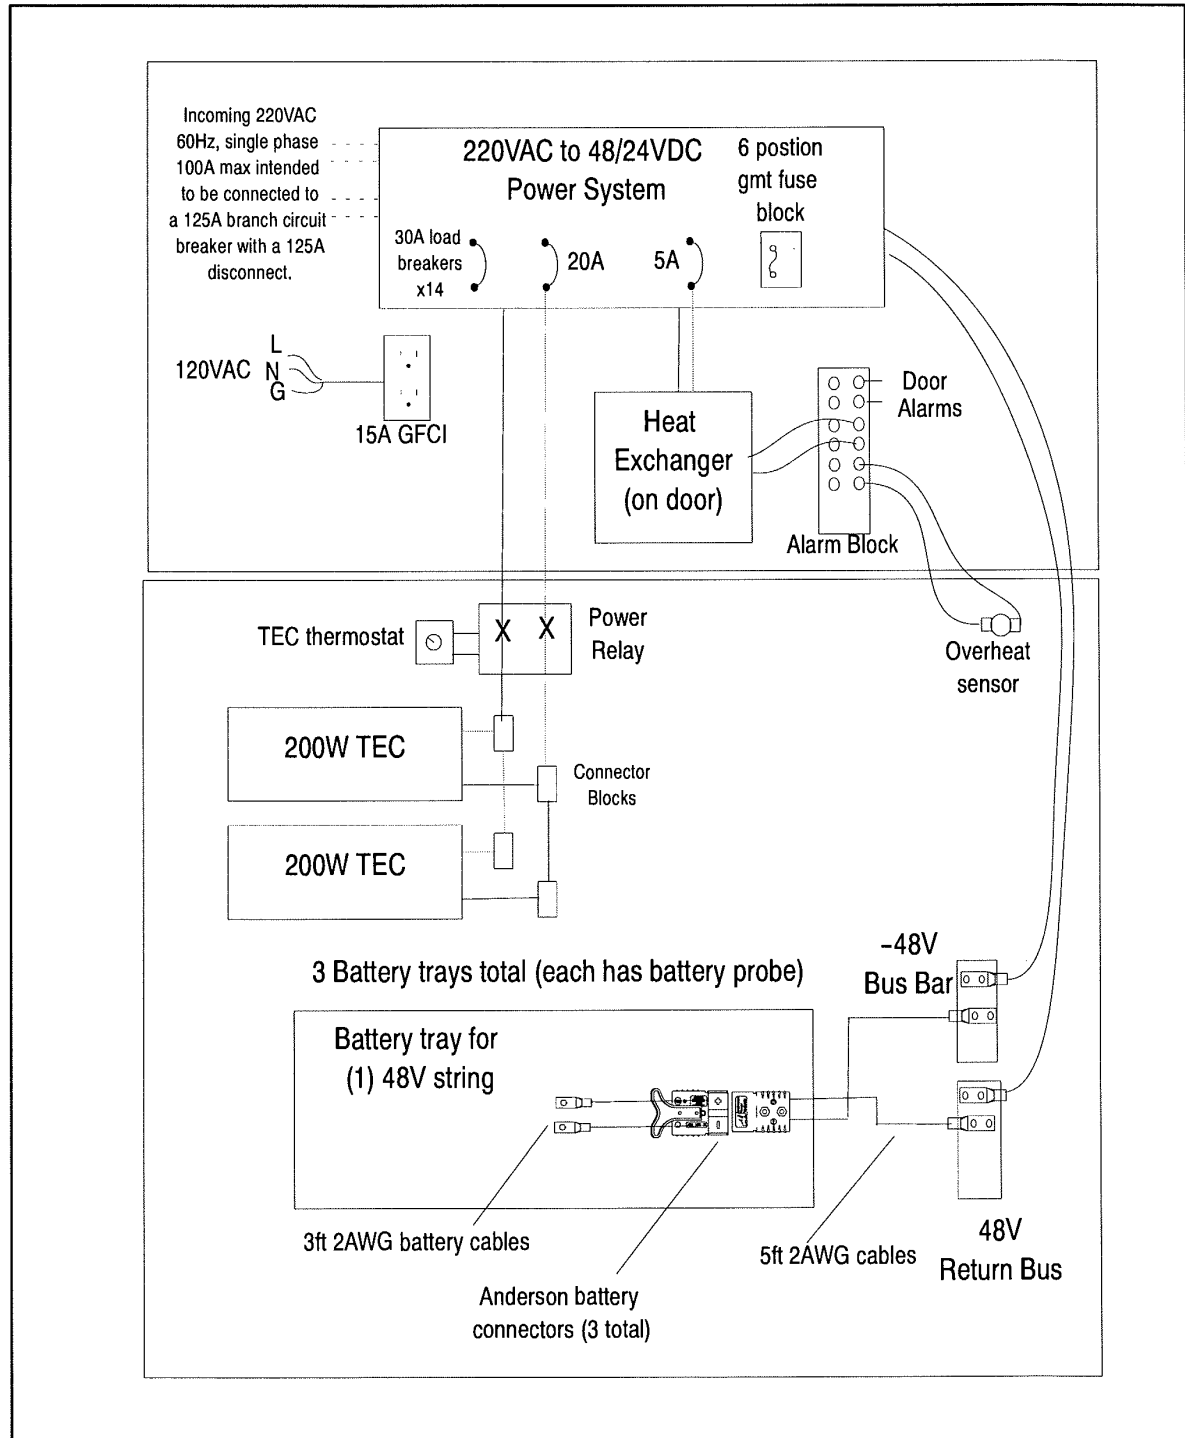 Incoming 220VAC
60Hz, single phase
100A max intended
to be connected to
a 125A branch circuit
breaker with a 125A
disconnect.
220VAC to 48/24VDC
Power System
6 postion
gmt fuse
block
30A load
breakers
x14
20A
5A
120VAC
L
N
G
15A GFCI
Heat
Exchanger
(on door)
Door
Alarms
Alarm Block
TEC thermostat
X
X
Power
Relay
Overheat
sensor
200W TEC
Connector
Blocks
200W TEC
3 Battery trays total (each has battery probe)
-48V
Bus Bar
Battery tray for
(1) 48V string
+
-
3ft 2AWG battery cables
5ft 2AWG cables
48V
Return Bus
Anderson battery
connectors (3 total)